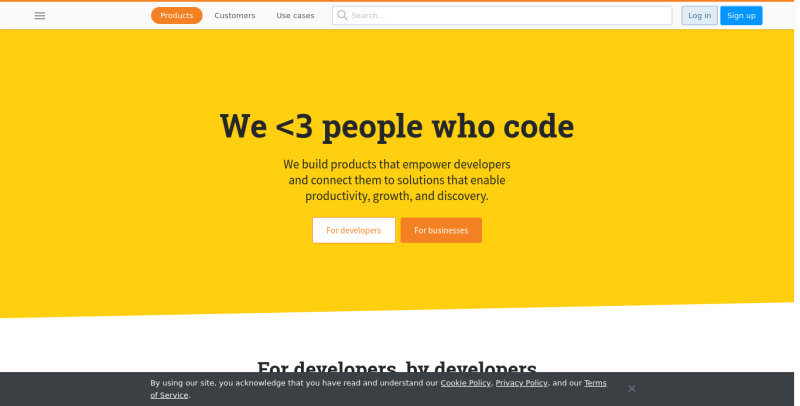 Products Customers Use cases Search... Log in Sign up
We <3 people who code
We build products that empower developers
and connect them to solutions that enable
productivity, growth, and discovery.
For developers For businesses
For developers, by developers
By using our site, you acknowledge that you have read and understand our Cookie Policy, Privacy Policy, and our Terms
of Service.